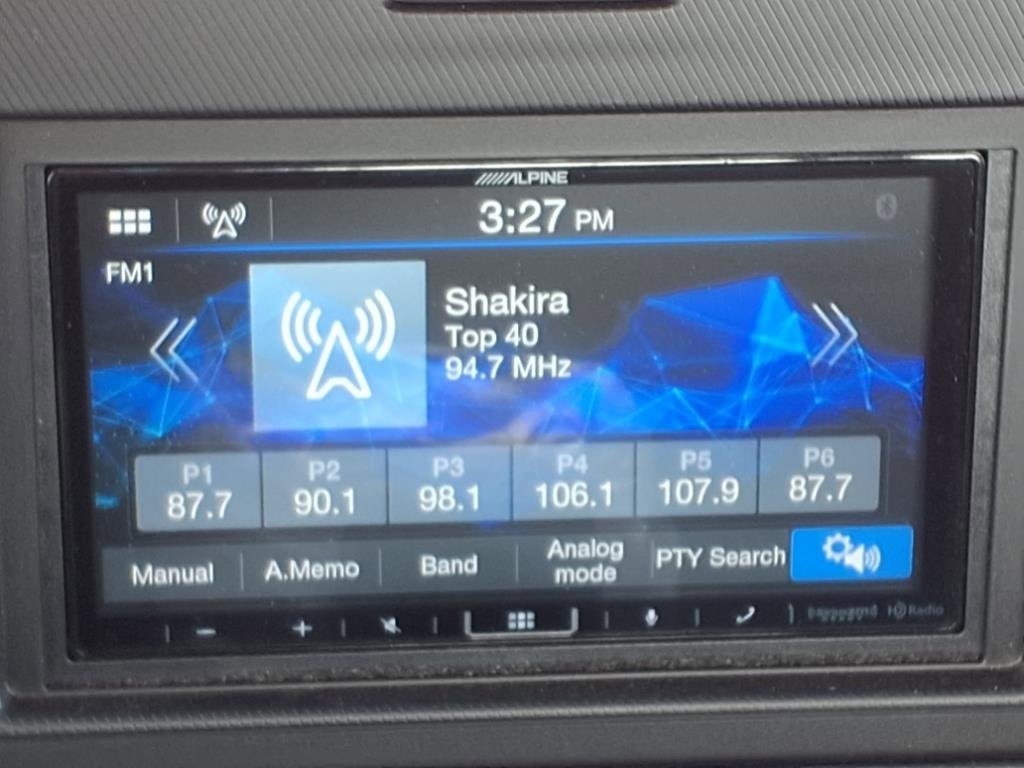 ALPINE
3:27 PM
FM1
Shakira
Top 40
94.7 MHz
P1 P2 P3 P4 P5 P6
87.7 90.1 98.1 106.1 107.9 87.7
Manual A.Memo Band Analog mode PTY Search
HD Radio